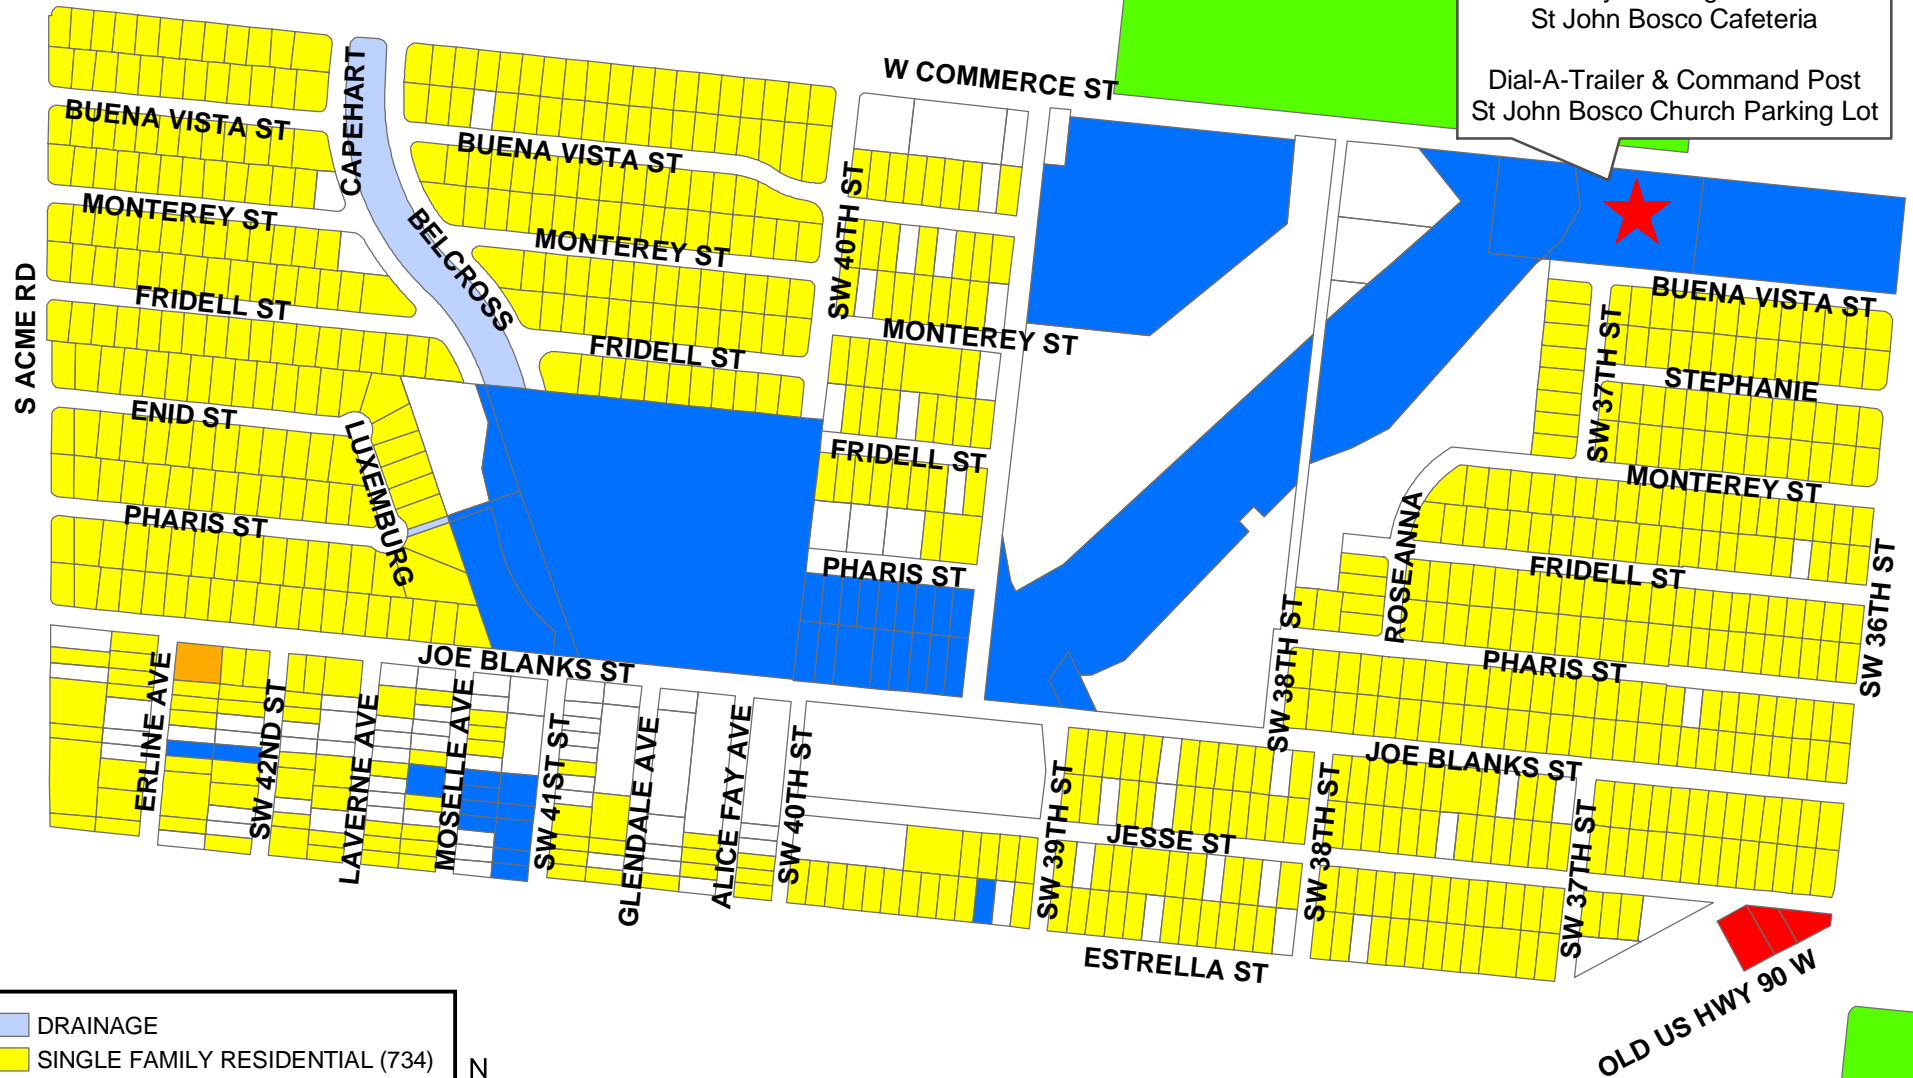 St John Bosco Cafeteria
Dial-A-Trailer & Command Post
St John Bosco Church Parking Lot
W COMMERCE ST
CAPEHART
BUENA VISTA ST
BUENA VISTA ST
MONTEREY ST
BELCROSS
MONTEREY ST
SW 40TH ST
S ACME RD
FRIDELL ST
FRIDELL ST
MONTEREY ST
BUENA VISTA ST
SW 37TH ST
STEPHANIE
ENID ST
LUXEMBURG
FRIDELL ST
MONTEREY ST
PHARIS ST
PHARIS ST
ROSEANNA
FRIDELL ST
SW 36TH ST
JOE BLANKS ST
SW 38TH ST
PHARIS ST
ERLINE AVE
SW 42ND ST
LAVERNE AVE
MOSELLE AVE
SW 41ST ST
GLENDALE AVE
ALICE FAY AVE
SW 40TH ST
SW 39TH ST
JESSE ST
SW 38TH ST
JOE BLANKS ST
SW 37TH ST
ESTRELLA ST
OLD US HWY 90 W
DRAINAGE
SINGLE FAMILY RESIDENTIAL (734)
N